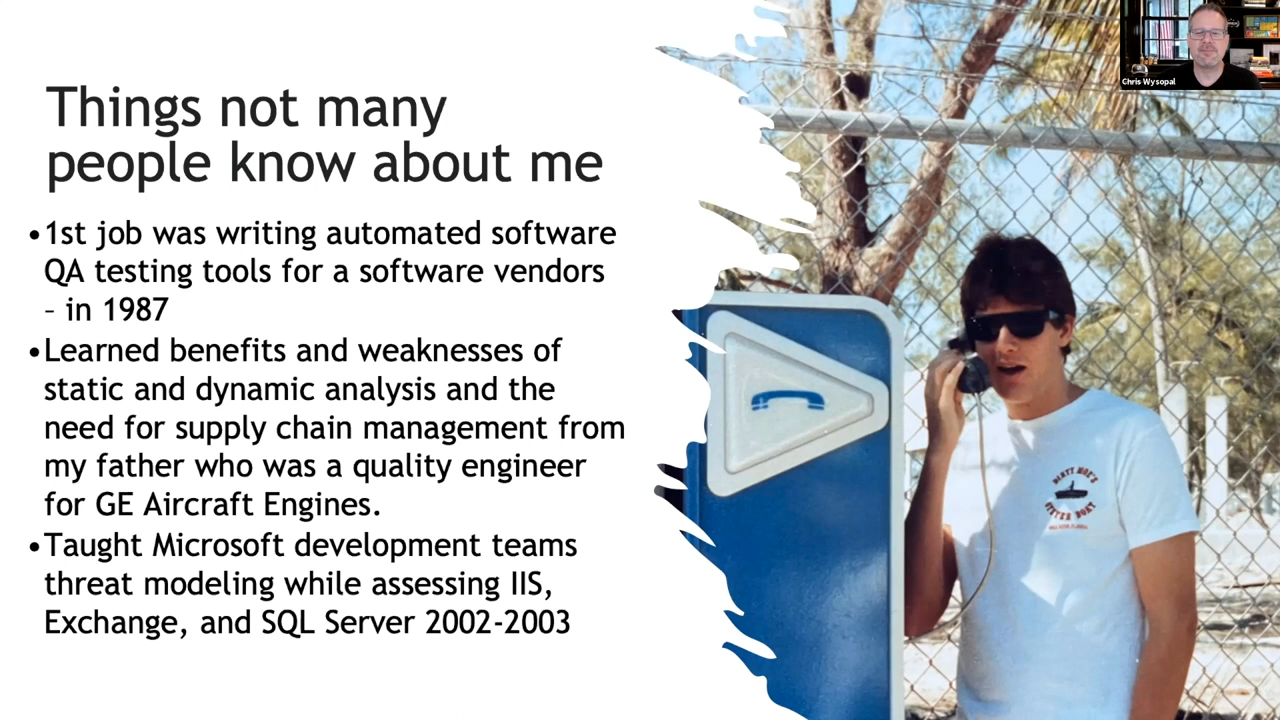 Chris Wysopal
Things not many
people know about me
•1st job was writing automated software
QA testing tools for a software vendors
– in 1987
•Learned benefits and weaknesses of
static and dynamic analysis and the
need for supply chain management from
my father who was a quality engineer
for GE Aircraft Engines.
•Taught Microsoft development teams
threat modeling while assessing IIS,
Exchange, and SQL Server 2002-2003